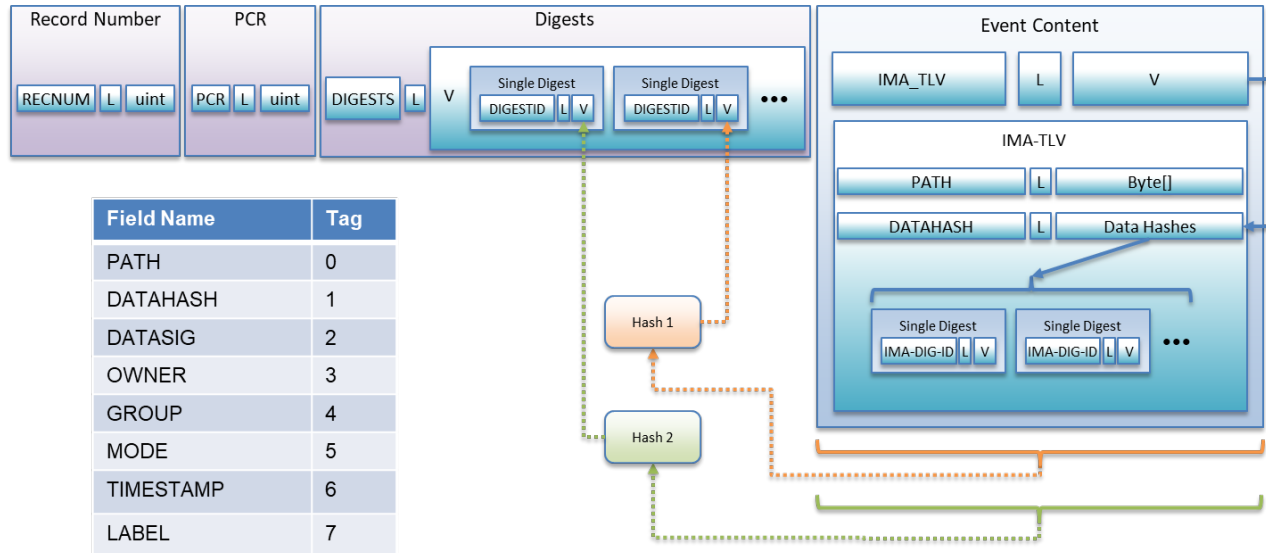 Record Number
PCR
Digests
Event Content
RECNUM L uint
PCR L uint
DIGESTS L V
Single Digest
DIGESTID L V
Single Digest
DIGESTID L V
•••
IMA_TLV L V
IMA-TLV
PATH L Byte[]
DATAHASH L Data Hashes
Single Digest
IMA-DIG-ID L V
Single Digest
IMA-DIG-ID L V
•••
Hash 1
Hash 2
Field Name Tag
PATH 0
DATAHASH 1
DATASIG 2
OWNER 3
GROUP 4
MODE 5
TIMESTAMP 6
LABEL 7